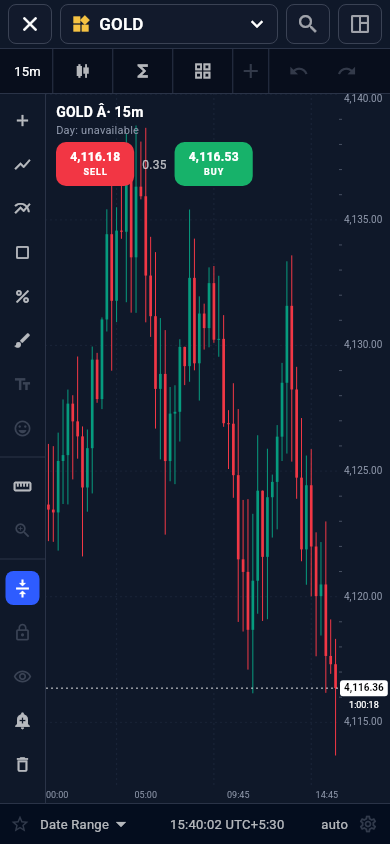 GOLD
15m
GOLD Â· 15m
Day: unavailable
4,116.18
SELL
0.35
4,116.53
BUY
4,140.00
4,135.00
4,130.00
4,125.00
4,120.00
4,116.36
1:00:18
4,115.00
00:00 05:00 09:45 14:45
Date Range 15:40:02 UTC+5:30 auto